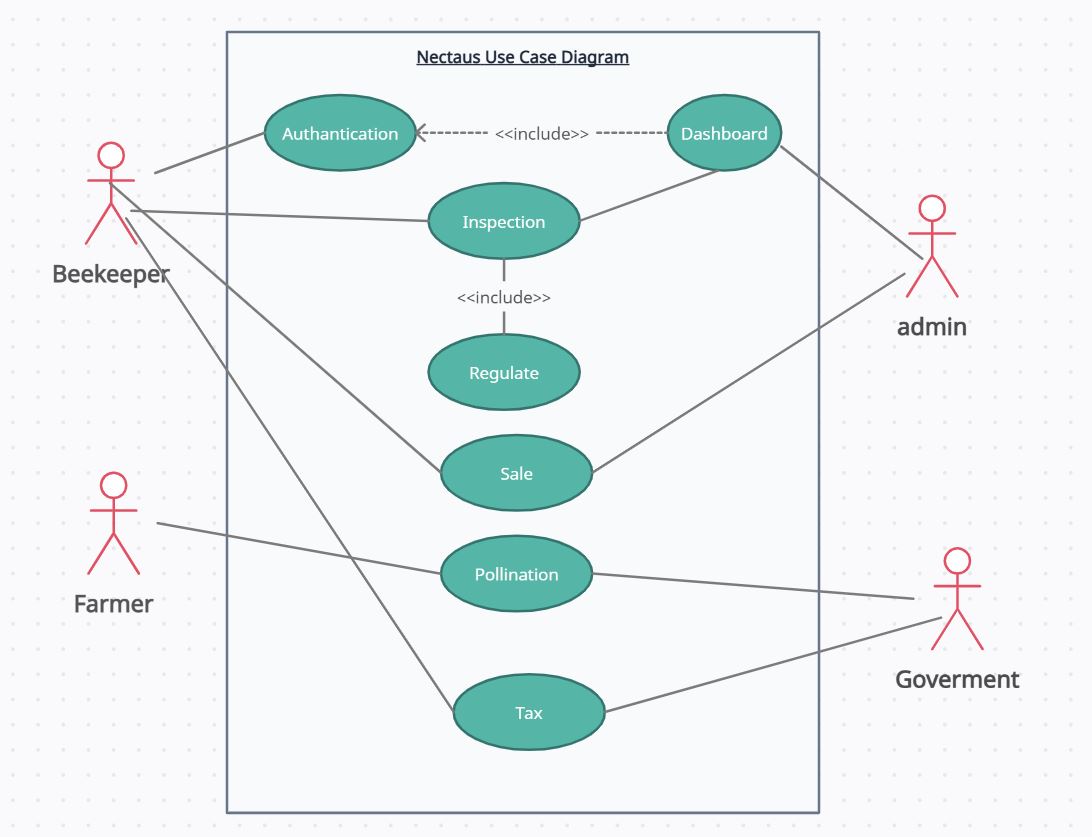 Nectaus Use Case Diagram
Authantication
<<include>>
Dashboard
Inspection
Beekeeper
<<include>>
admin
Regulate
Sale
Pollination
Farmer
Goverment
Tax